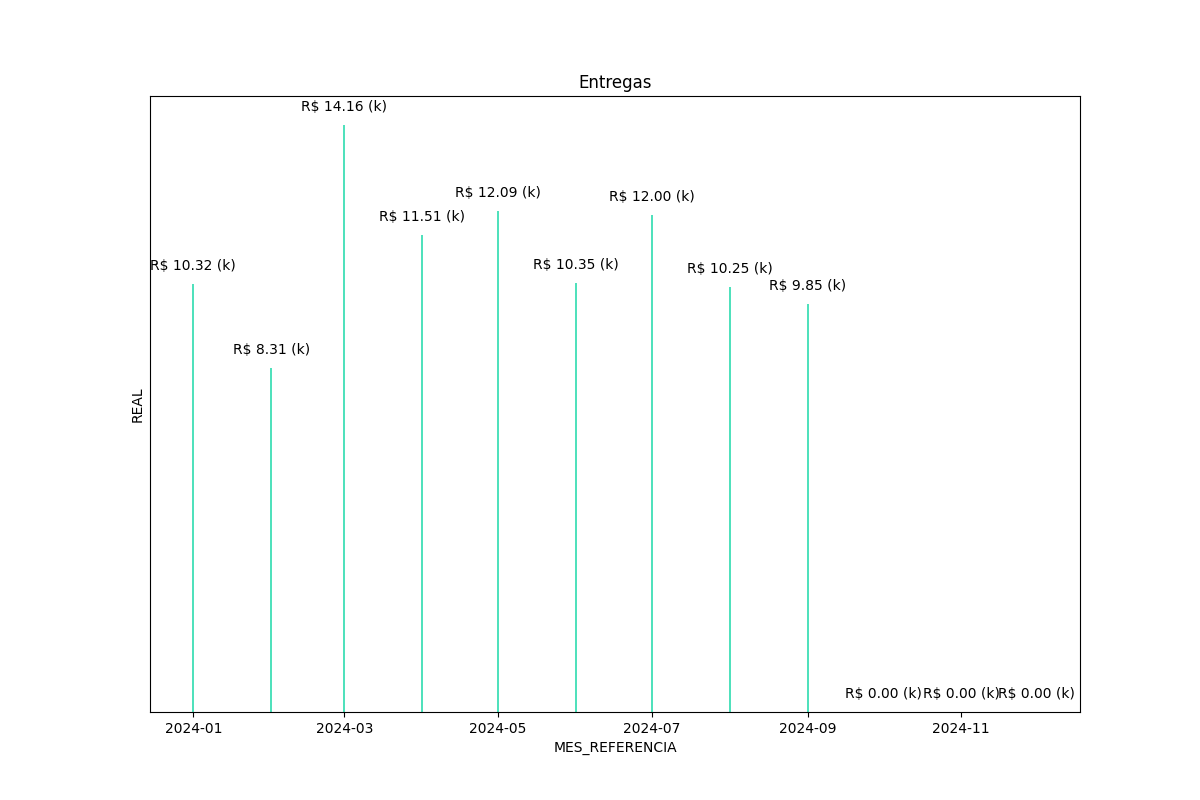 Entregas
R$ 14.16 (k)
R$ 12.09 (k)
R$ 12.00 (k)
R$ 11.51 (k)
R$ 10.32 (k)
R$ 10.35 (k)
R$ 10.25 (k)
R$ 9.85 (k)
R$ 8.31 (k)
REAL
R$ 0.00 (k)
R$ 0.00 (k)
R$ 0.00 (k)
2024-01
2024-03
2024-05
2024-07
2024-09
2024-11
MES_REFERENCIA